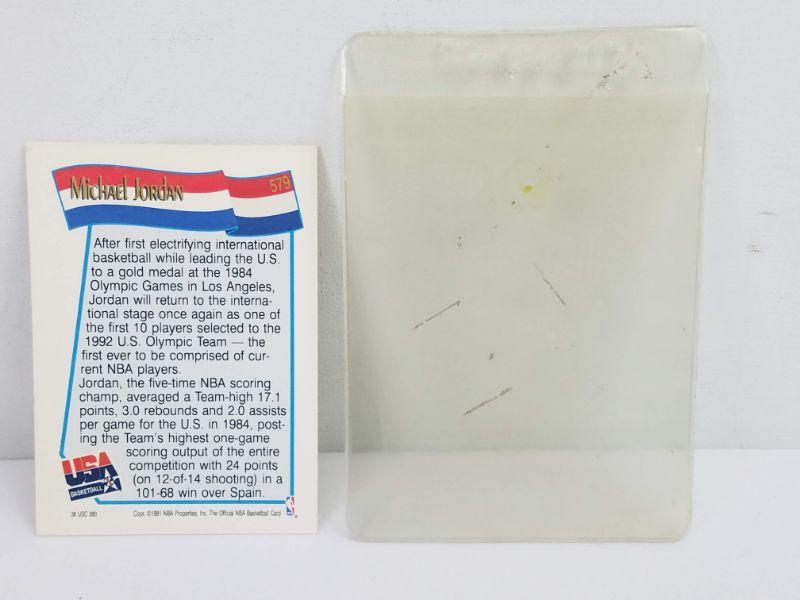 Michael Jordan
579
After first electrifying international
basketball while leading the U.S.
to a gold medal at the 1984
Olympic Games in Los Angeles,
Jordan will return to the interna-
tional stage once again as one of
the first 10 players selected to the
1992 U.S. Olympic Team — the
first ever to be comprised of cur-
rent NBA players.
Jordan, the five-time NBA scoring
champ, averaged a Team-high 17.1
points, 3.0 rebounds and 2.0 assists
per game for the U.S. in 1984, post-
ing the Team's highest one-game
scoring output of the entire
competition with 24 points
(on 12-of-14 shooting) in a
101-68 win over Spain.
USA
BASKETBALL
36 USC 380
Copr. ©1991 NBA Properties, Inc. The Official NBA Basketball Card